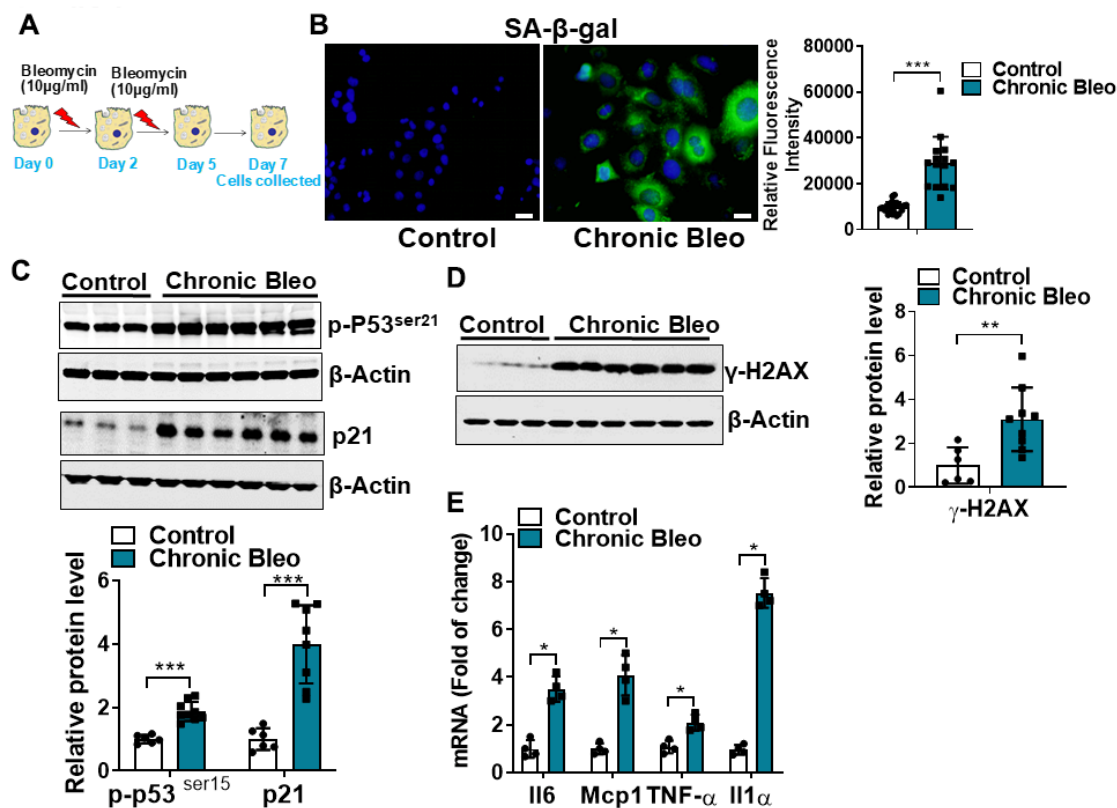 A
Bleomycin
(10μg/ml)
Bleomycin
(10μg/ml)
Day 0
Day 2
Day 5
Day 7
Cells collected
B
SA-β-gal
Control
Chronic Bleo
Relative Fluorescence
Intensity
80000
60000
40000
20000
0
***
Control
Chronic Bleo
C
Control
Chronic Bleo
p-P53ser21
β-Actin
p21
β-Actin
Control
Chronic Bleo
Relative protein level
6
4
2
0
***
***
p-p53 ser15
p21
D
Control
Chronic Bleo
γ-H2AX
β-Actin
Control
Chronic Bleo
Relative protein level
8
6
4
2
0
**
γ-H2AX
E
Control
Chronic Bleo
mRNA (Fold of change)
10
8
6
4
2
0
*
*
*
*
Il6
Mcp1
TNF-α
Il1α